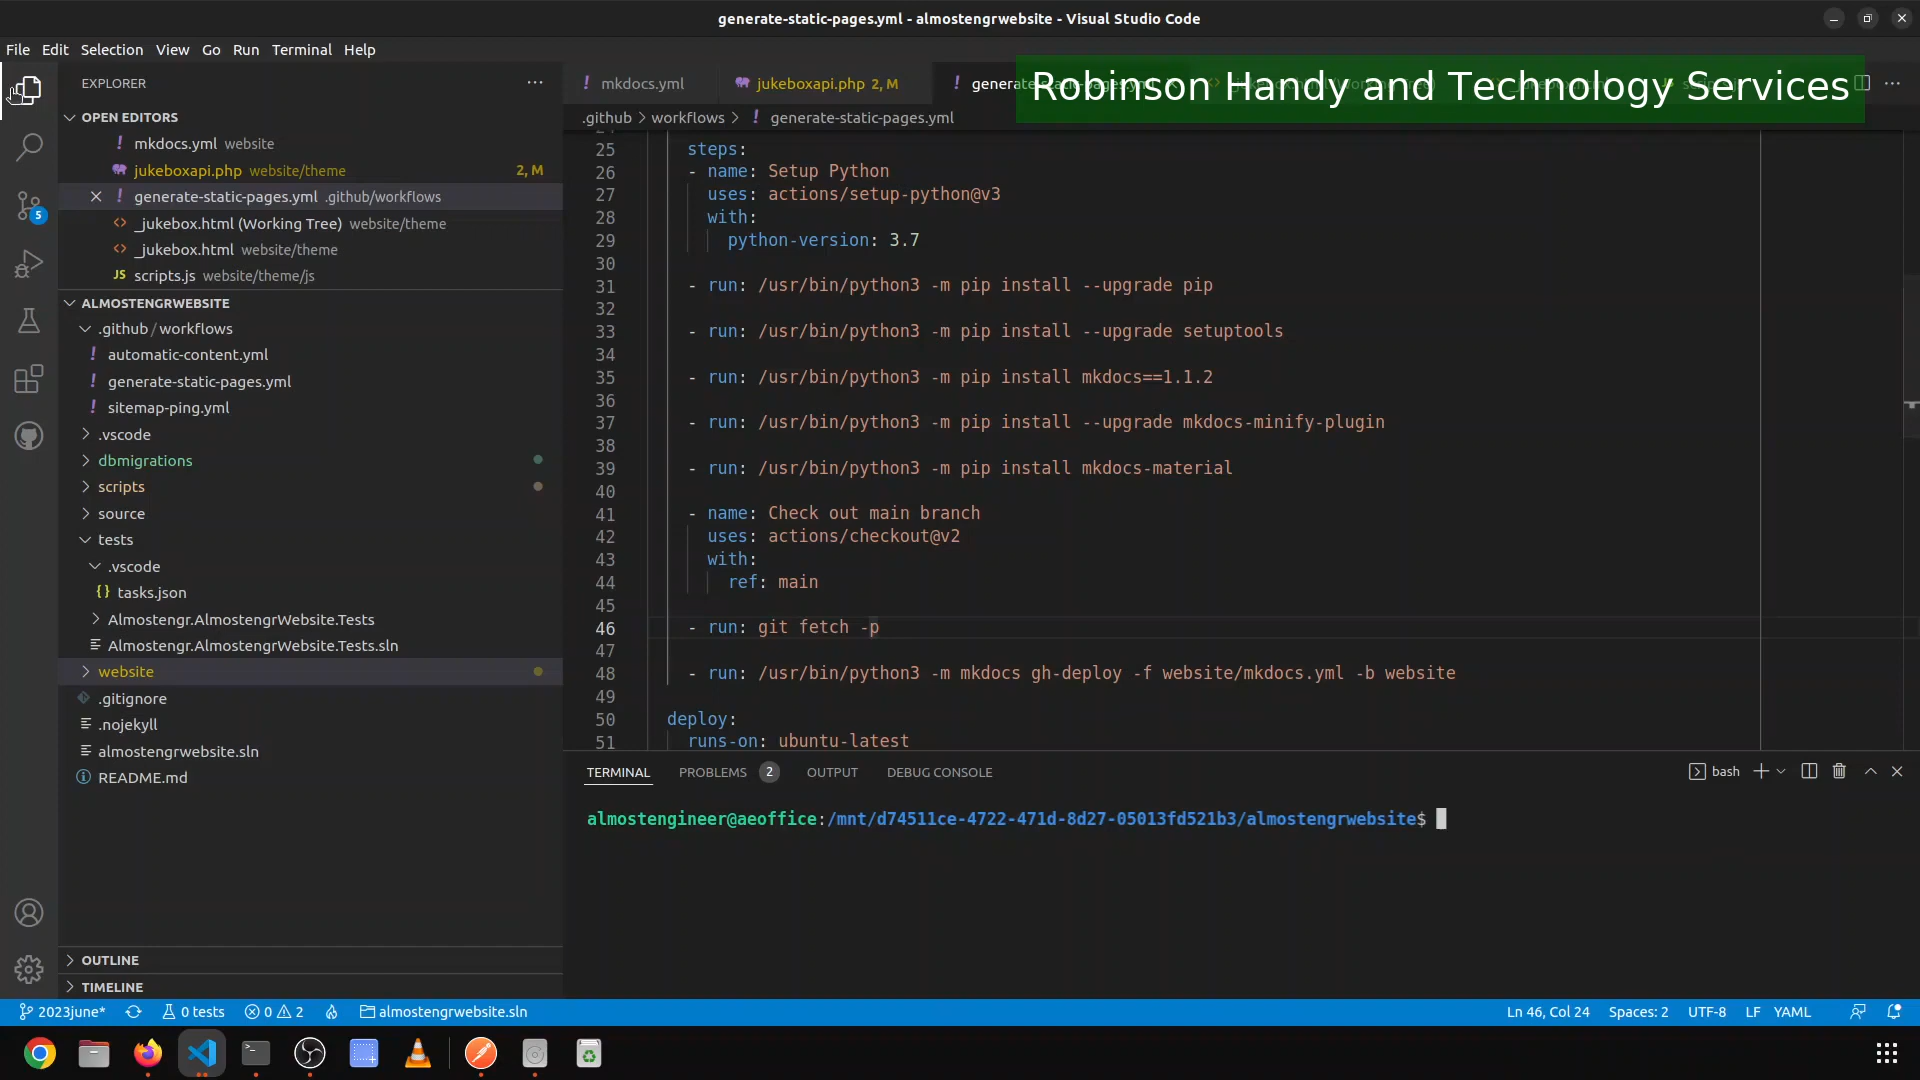 generate-static-pages.yml - almostengrwebsite - Visual Studio Code
File Edit Selection View Go Run Terminal Help
EXPLORER
mkdocs.yml
jukeboxapi.php 2, M
Robinson Handy and Technology Services
OPEN EDITORS
.github > workflows > generate-static-pages.yml
mkdocs.yml website
jukeboxapi.php website/theme 2, M
generate-static-pages.yml .github/workflows
_jukebox.html (Working Tree) website/theme
_jukebox.html website/theme
JS scripts.js website/theme/js
5
ALMOSTENGRWEBSITE
.github / workflows
automatic-content.yml
generate-static-pages.yml
sitemap-ping.yml
.vscode
dbmigrations
scripts
source
tests
.vscode
tasks.json
Almostengr.AlmostengrWebsite.Tests
Almostengr.AlmostengrWebsite.Tests.sln
website
.gitignore
.nojekyll
almostengrwebsite.sln
README.md
OUTLINE
TIMELINE
25 steps:
26 - name: Setup Python
27 uses: actions/setup-python@v3
28 with:
29 python-version: 3.7
30
31 - run: /usr/bin/python3 -m pip install --upgrade pip
32
33 - run: /usr/bin/python3 -m pip install --upgrade setuptools
34
35 - run: /usr/bin/python3 -m pip install mkdocs==1.1.2
36
37 - run: /usr/bin/python3 -m pip install --upgrade mkdocs-minify-plugin
38
39 - run: /usr/bin/python3 -m pip install mkdocs-material
40
41 - name: Check out main branch
42 uses: actions/checkout@v2
43 with:
44 ref: main
45
46 - run: git fetch -p
47
48 - run: /usr/bin/python3 -m mkdocs gh-deploy -f website/mkdocs.yml -b website
49
50 deploy:
51 runs-on: ubuntu-latest
TERMINAL PROBLEMS 2 OUTPUT DEBUG CONSOLE bash
almostengineer@aeoffice:/mnt/d74511ce-4722-471d-8d27-05013fd521b3/almostengrwebsite$
2023june* 0 tests 0 2 almostengrwebsite.sln Ln 46, Col 24 Spaces: 2 UTF-8 LF YAML